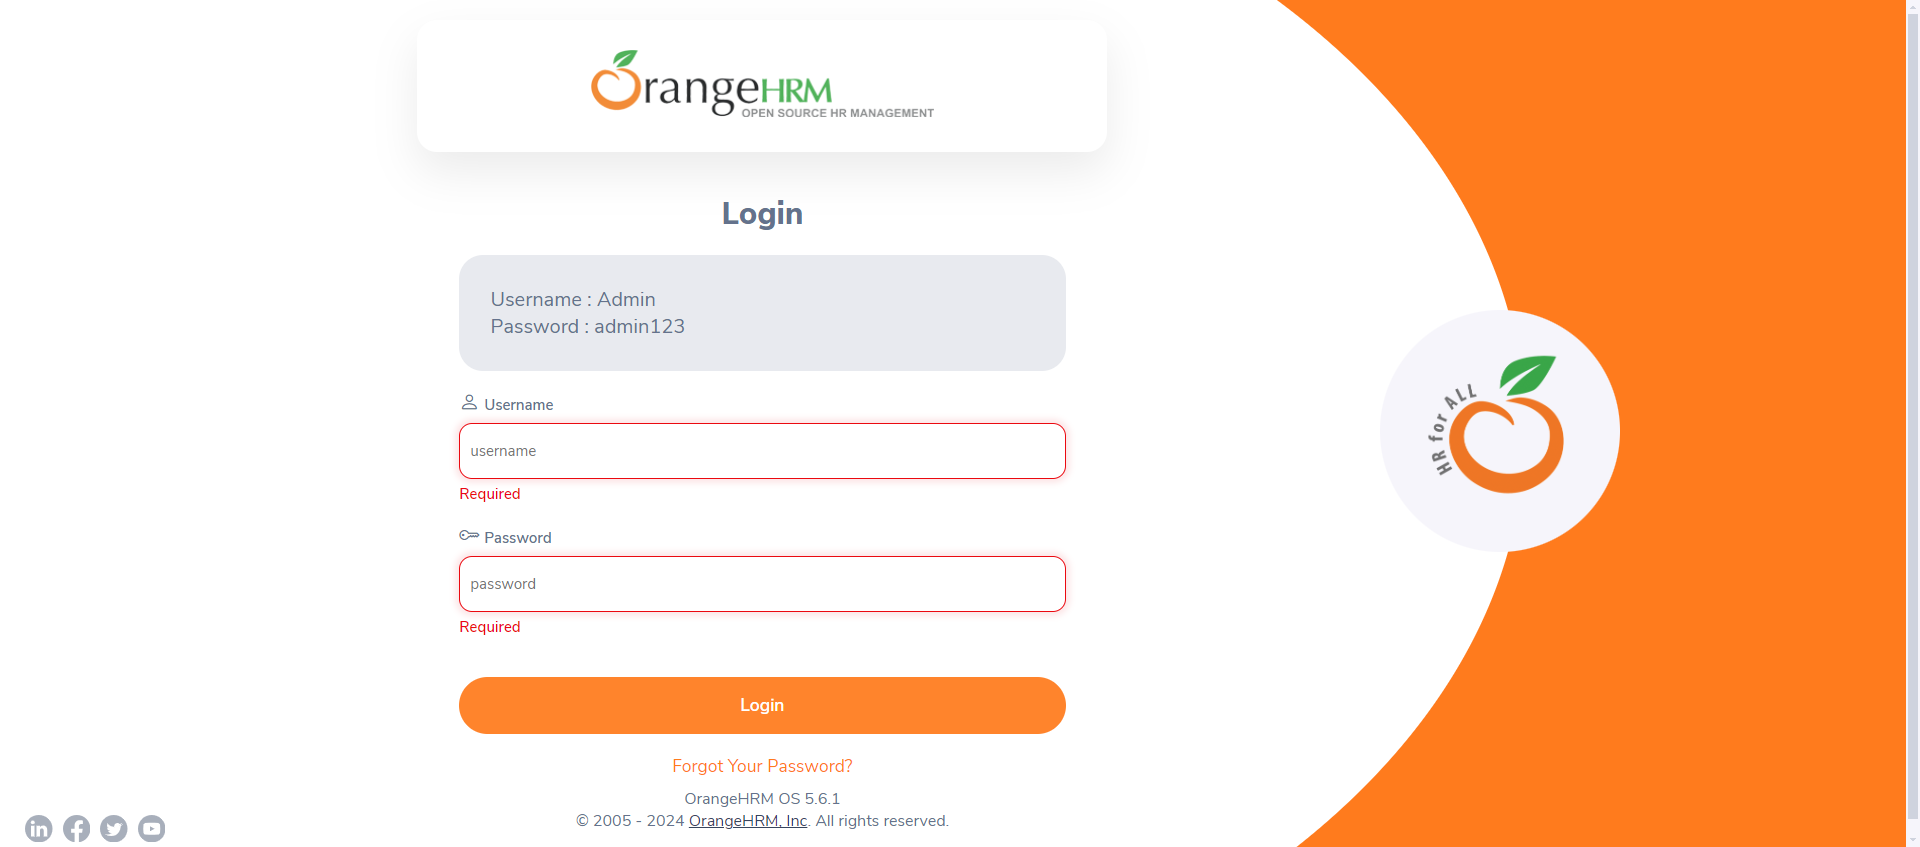 OrangeHRM
OPEN SOURCE HR MANAGEMENT
Login
Username : Admin
Password : admin123
Username
username
Required
Password
password
Required
Login
Forgot Your Password?
OrangeHRM OS 5.6.1
© 2005 - 2024 OrangeHRM, Inc. All rights reserved.
HR for ALL